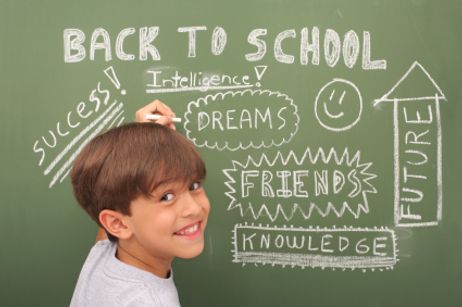 BACK TO SCHOOL
Intelligence!
SUCCESS!
DREAMS
FRIENDS
FUTURE
KNOWLEDGE